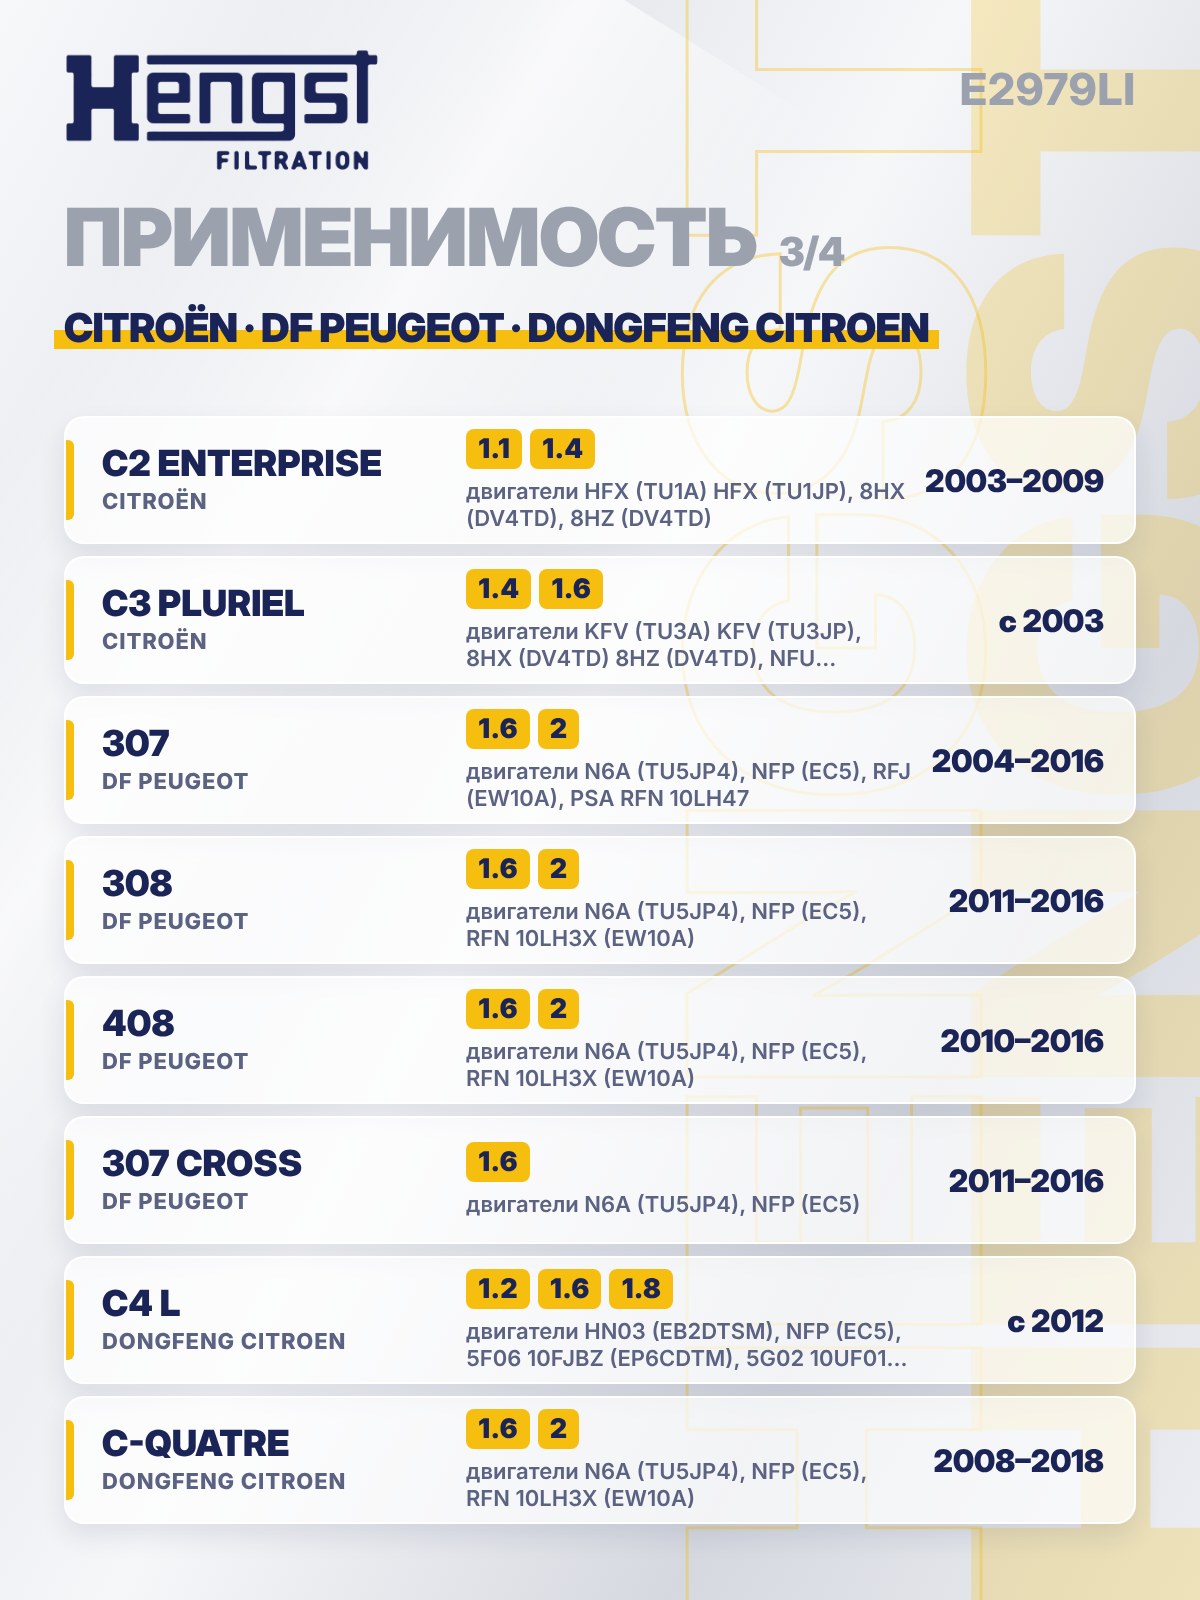 Hengst
FILTRATION
E2979LI
ПРИМЕНИМОСТЬ 3/4
CITROËN · DF PEUGEOT · DONGFENG CITROEN
C2 ENTERPRISE
CITROËN
1.1 1.4
двигатели HFX (TU1A) HFX (TU1JP), 8HX
(DV4TD), 8HZ (DV4TD)
2003–2009
C3 PLURIEL
CITROËN
1.4 1.6
двигатели KFV (TU3A) KFV (TU3JP),
8HX (DV4TD) 8HZ (DV4TD), NFU...
с 2003
307
DF PEUGEOT
1.6 2
двигатели N6A (TU5JP4), NFP (EC5), RFJ
(EW10A), PSA RFN 10LH47
2004–2016
308
DF PEUGEOT
1.6 2
двигатели N6A (TU5JP4), NFP (EC5),
RFN 10LH3X (EW10A)
2011–2016
408
DF PEUGEOT
1.6 2
двигатели N6A (TU5JP4), NFP (EC5),
RFN 10LH3X (EW10A)
2010–2016
307 CROSS
DF PEUGEOT
1.6
двигатели N6A (TU5JP4), NFP (EC5)
2011–2016
C4 L
DONGFENG CITROEN
1.2 1.6 1.8
двигатели HN03 (EB2DTSM), NFP (EC5),
5F06 10FJBZ (EP6CDTM), 5G02 10UF01...
с 2012
C-QUATRE
DONGFENG CITROEN
1.6 2
двигатели N6A (TU5JP4), NFP (EC5),
RFN 10LH3X (EW10A)
2008–2018
HENGST
HENGST